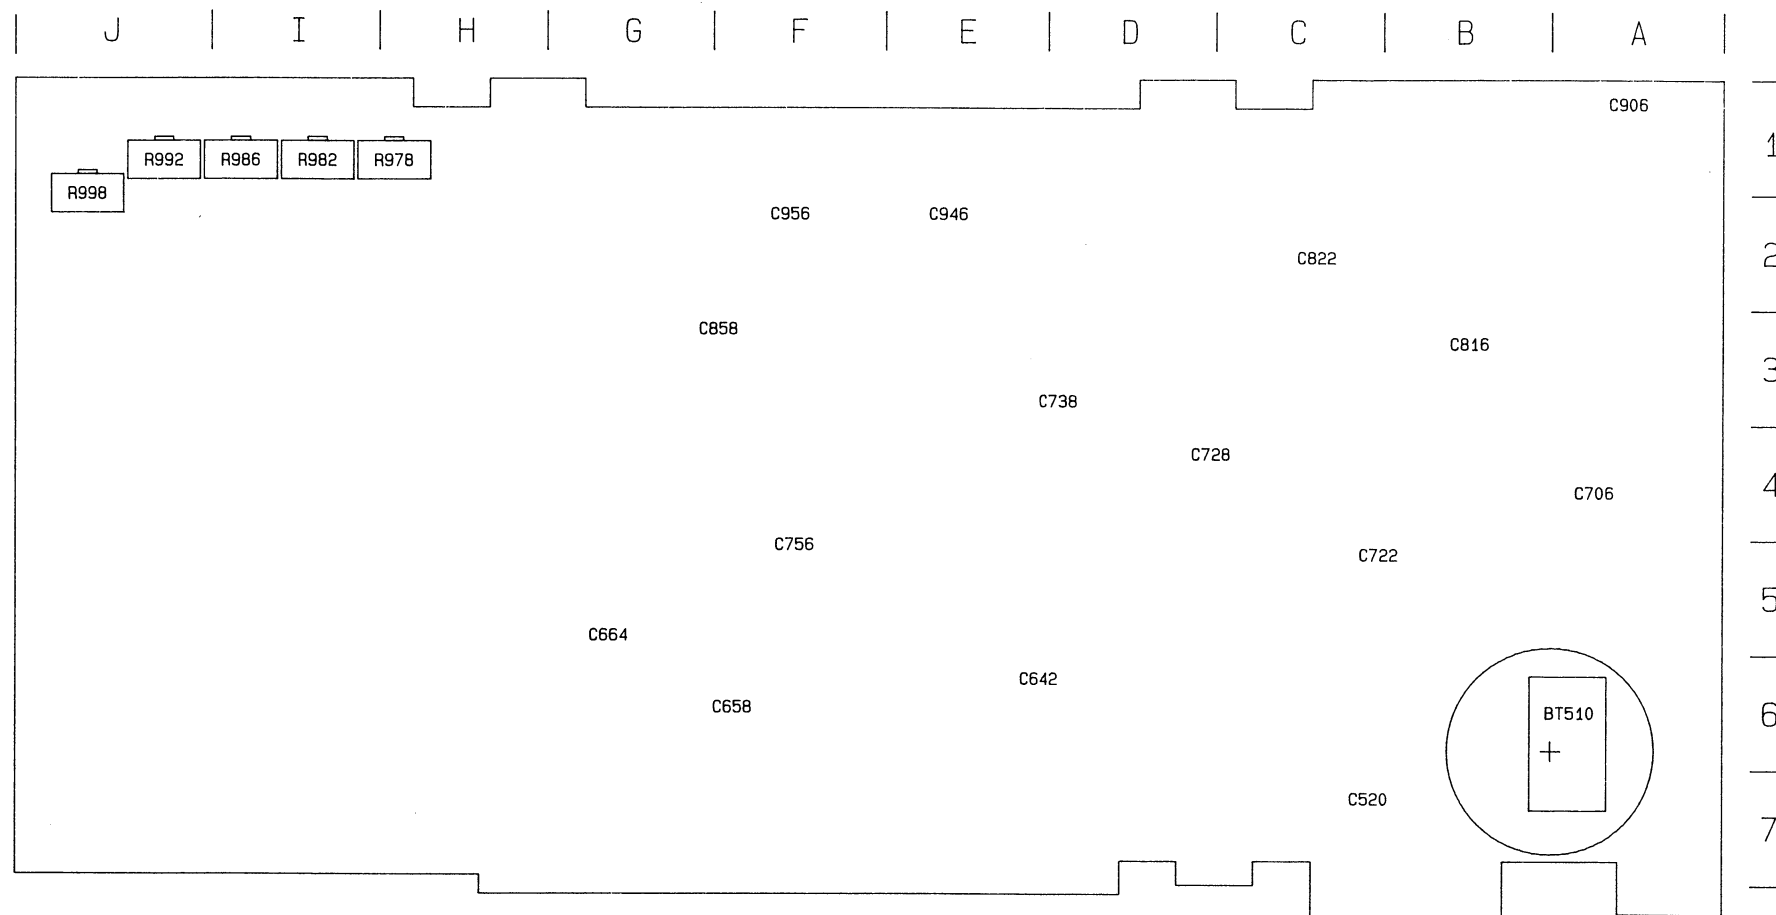 J I H G F E D C B A
C906
1
R992 R986 R982 R978
R998
C956 C946
2
C822
C858
C816
3
C738
C728
4
C706
C756
C722
5
C664
C642
C658
BT510
6
C520
7